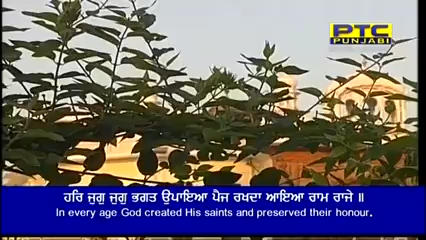 PTC
PUNJABI
ਹਰਿ ਜੁਗੁ ਜੁਗੁ ਭਗਤ ਉਪਾਇਆ ਪੈਜ ਰਖਦਾ ਆਇਆ ਰਾਮ ਰਾਜੇ ॥
In every age God created His saints and preserved their honour.